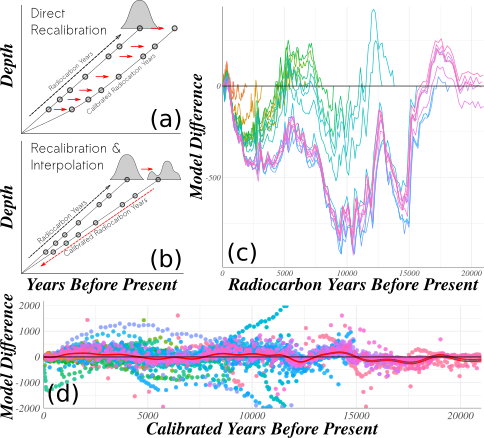 Direct
Recalibration
Depth
Radiocarbon Years
Calibrated Radiocarbon Years
(a)
Recalibration &
Interpolation
Depth
Radiocarbon Years
Calibrated Radiocarbon Years
(b)
Years Before Present
Model Difference
0
-500
(c)
0 5000 10000 15000 20000
Radiocarbon Years Before Present
Model Difference
2000
1000
0
-1000
-2000
(d)
0 5000 10000 15000 20000
Calibrated Years Before Present